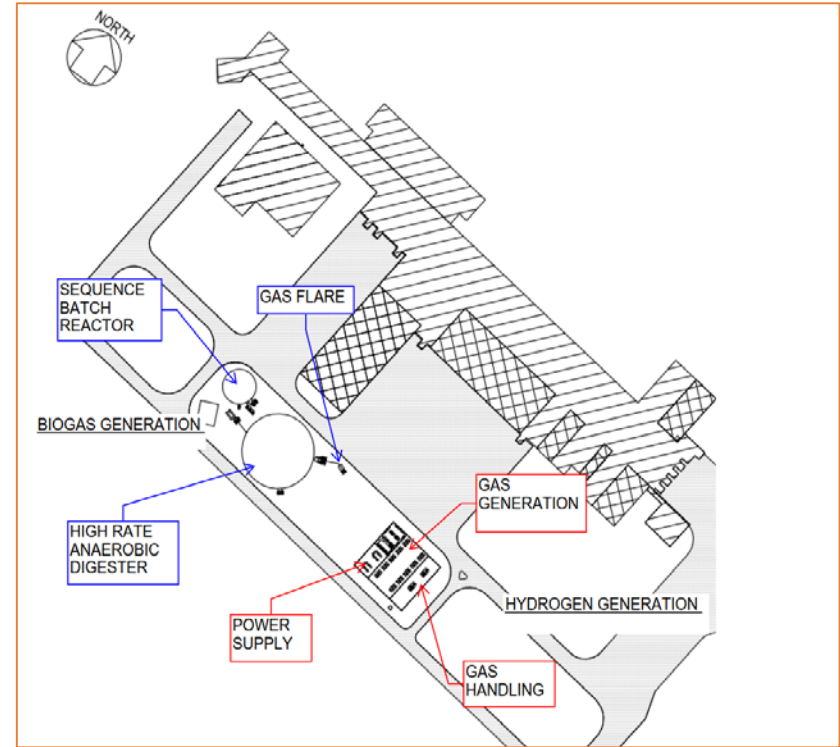 NORTH
SEQUENCE
BATCH
REACTOR
GAS FLARE
BIOGAS GENERATION
GAS
GENERATION
HIGH RATE
ANAEROBIC
DIGESTER
HYDROGEN GENERATION
POWER
SUPPLY
GAS
HANDLING